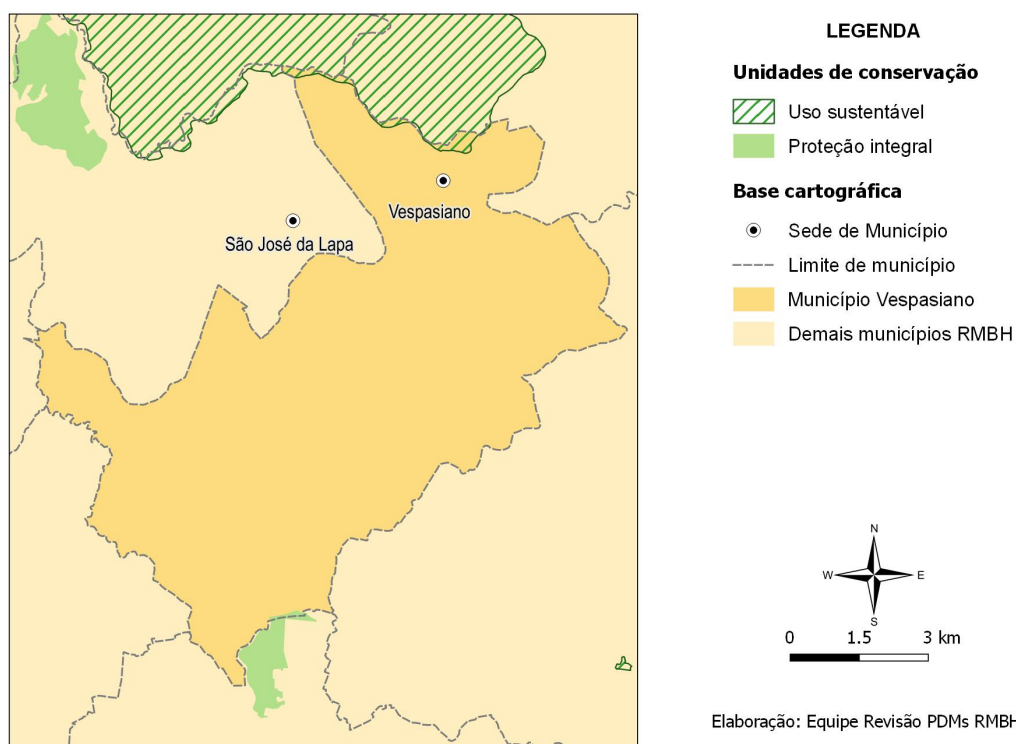 Vespasiano
São José da Lapa
LEGENDA
Unidades de conservação
Uso sustentável
Proteção integral
Base cartográfica
Sede de Município
Limite de município
Município Vespasiano
Demais municípios RMBH
N
W E
S
0 1.5 3 km
Elaboração: Equipe Revisão PDMs RMBH